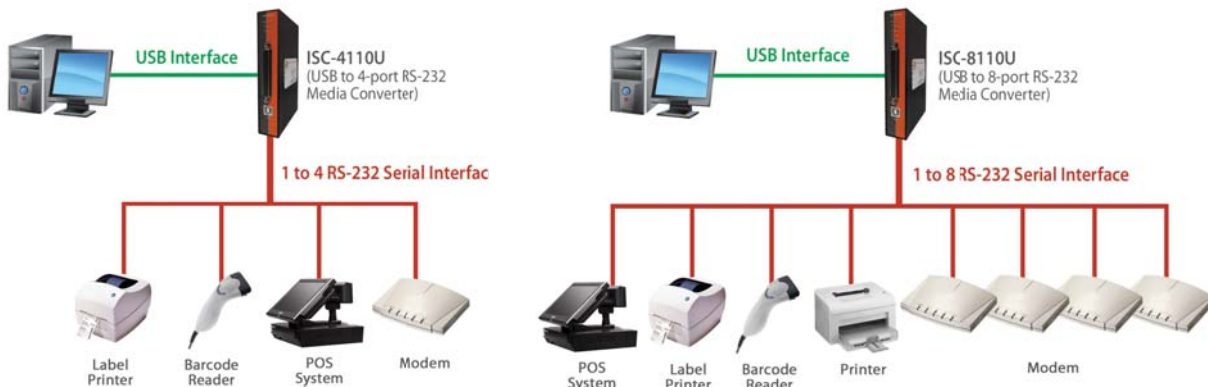 USB Interface
ISC-4110U
(USB to 4-port RS-232
Media Converter)
1 to 4 RS-232 Serial Interfac
Label
Printer
Barcode
Reader
POS
System
Modem
USB Interface
ISC-8110U
(USB to 8-port RS-232
Media Converter)
1 to 8 RS-232 Serial Interface
POS
System
Label
Printer
Barcode
Reader
Printer
Modem